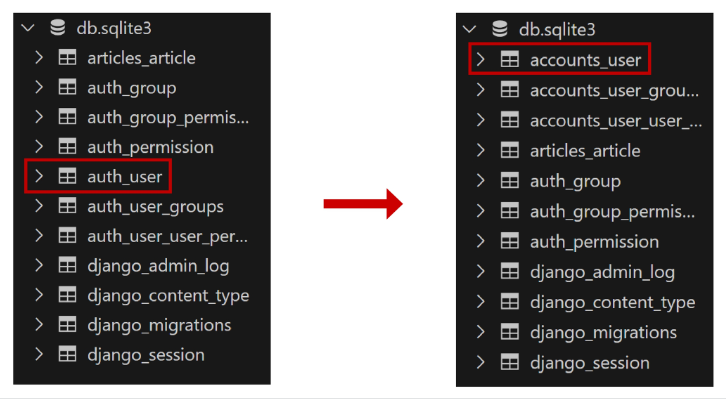 db.sqlite3
articles_article
auth_group
auth_group_permis...
auth_permission
auth_user
auth_user_groups
auth_user_user_per...
django_admin_log
django_content_type
django_migrations
django_session
db.sqlite3
accounts_user
accounts_user_grou...
accounts_user_user_...
articles_article
auth_group
auth_group_permis...
auth_permission
django_admin_log
django_content_type
django_migrations
django_session